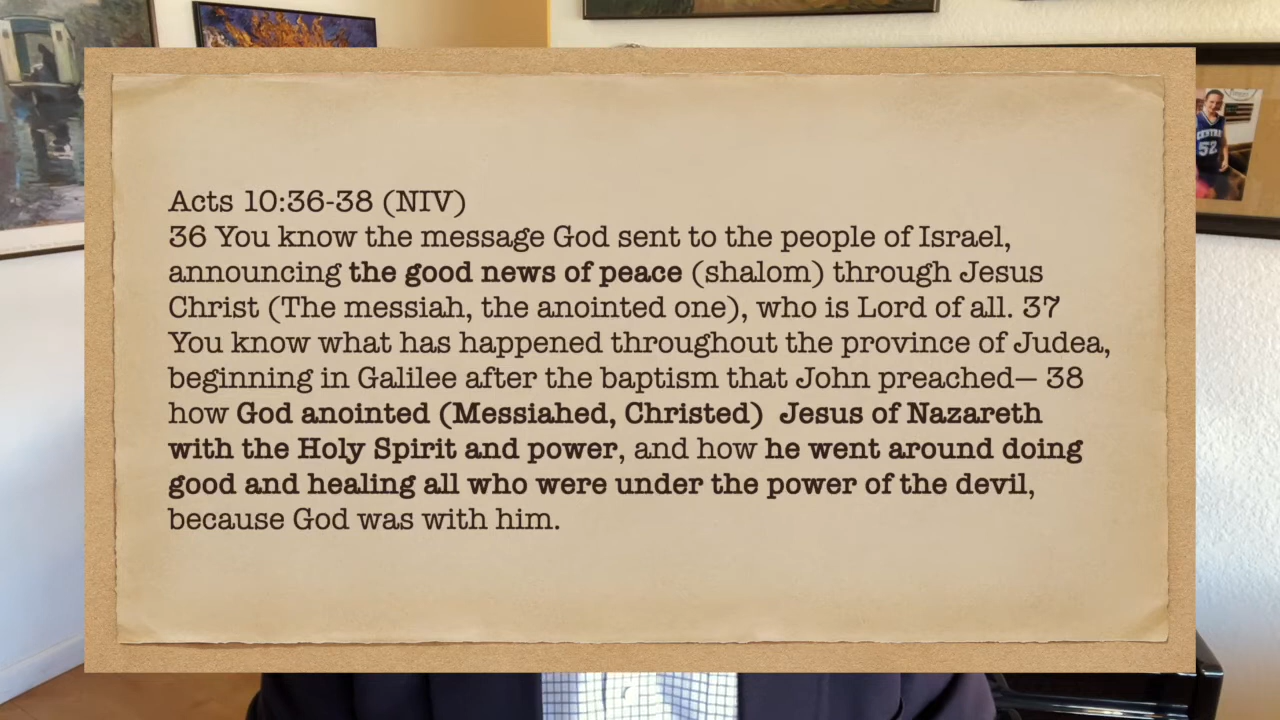 Acts 10:36-38 (NIV)
36 You know the message God sent to the people of Israel,
announcing the good news of peace (shalom) through Jesus
Christ (The messiah, the anointed one), who is Lord of all. 37
You know what has happened throughout the province of Judea,
beginning in Galilee after the baptism that John preached— 38
how God anointed (Messiahed, Christed)  Jesus of Nazareth
with the Holy Spirit and power, and how he went around doing
good and healing all who were under the power of the devil,
because God was with him.
CENTRAL
52